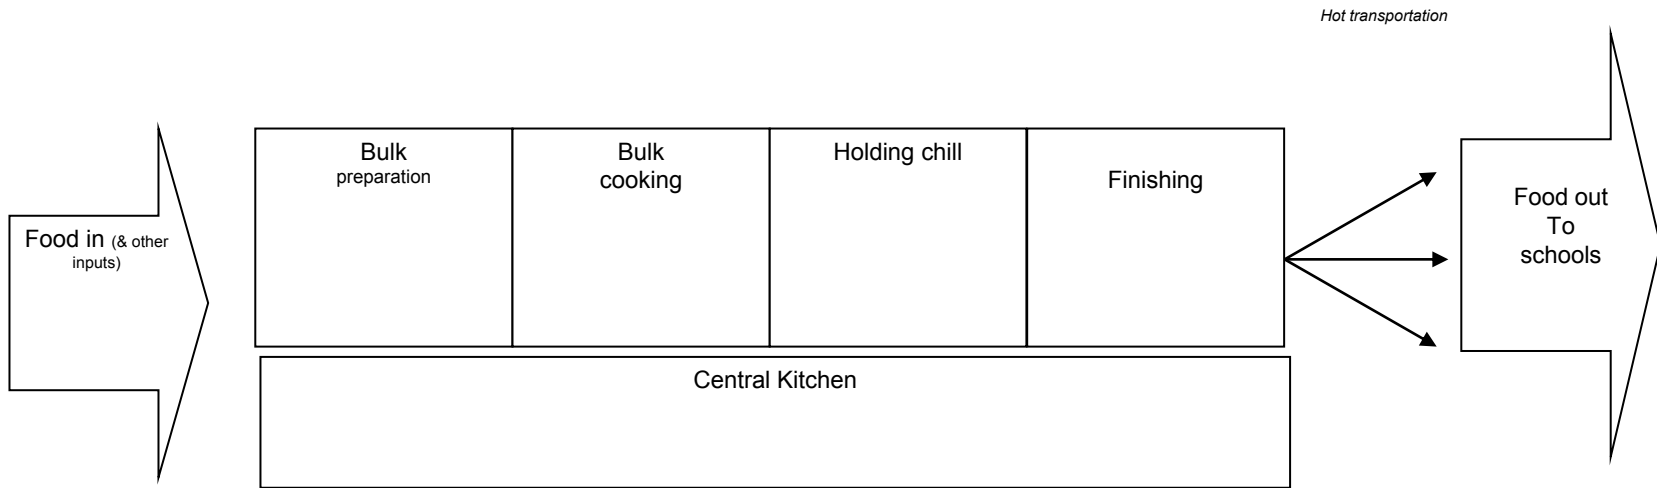 Hot transportation
Food in (& other
inputs)
Bulk
preparation
Bulk
cooking
Holding chill
Finishing
Food out
To
schools
Central Kitchen